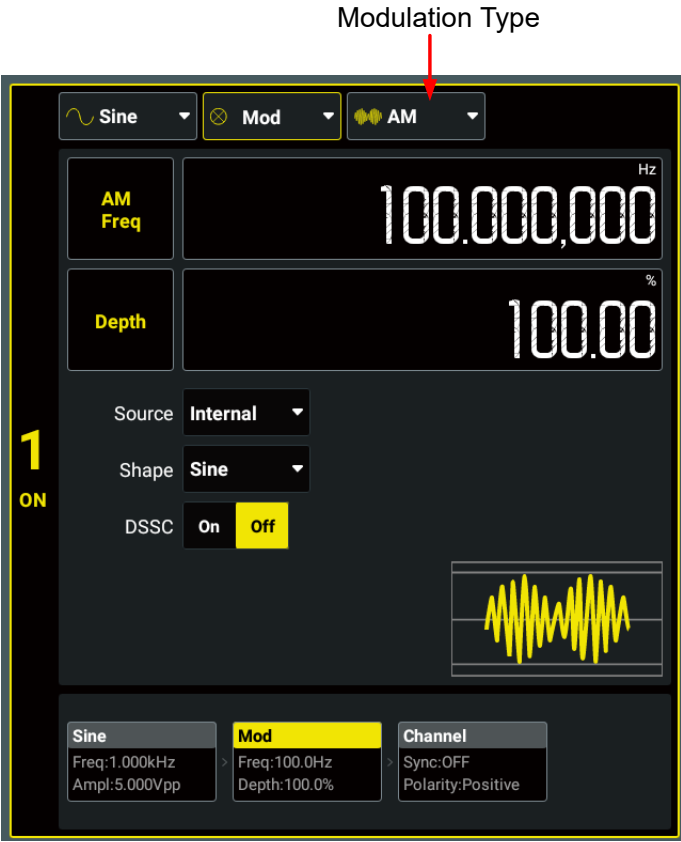 Modulation Type
Sine Mod AM
AM Freq
Hz
100.000,000
Depth
%
100.00
1
ON
Source Internal
Shape Sine
DSSC On Off
Sine
Freq:1.000kHz
Ampl:5.000Vpp
>
Mod
Freq:100.0Hz
Depth:100.0%
>
Channel
Sync:OFF
Polarity:Positive